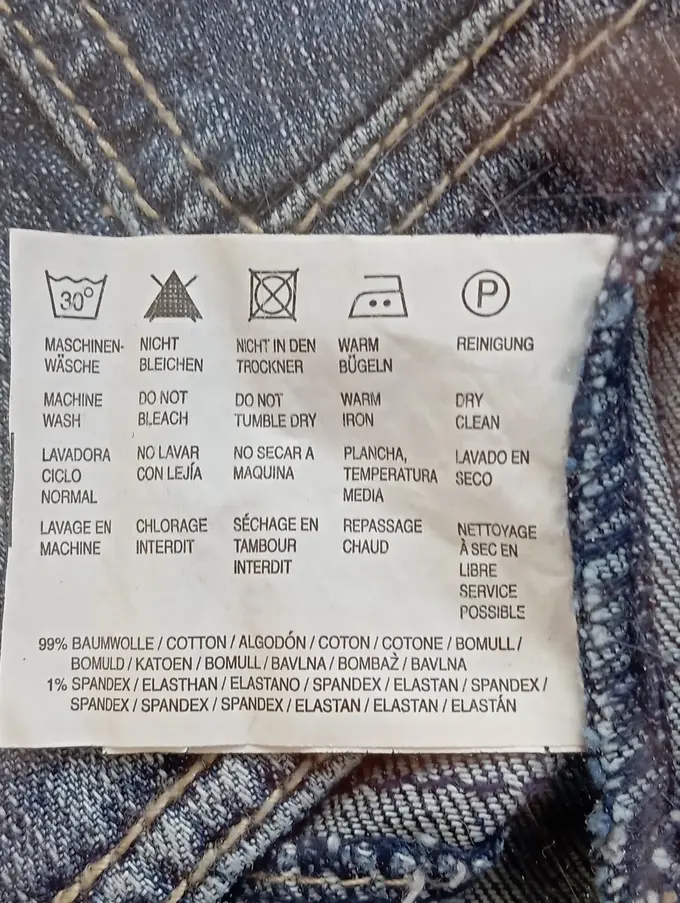 30°
P
MASCHINEN-
WÄSCHE
NICHT
BLEICHEN
NICHT IN DEN
TROCKNER
WARM
BÜGELN
REINIGUNG
MACHINE
WASH
DO NOT
BLEACH
DO NOT
TUMBLE DRY
WARM
IRON
DRY
CLEAN
LAVADORA
CICLO
NORMAL
NO LAVAR
CON LEJÍA
NO SECAR A
MAQUINA
PLANCHA,
TEMPERATURA
MEDIA
LAVADO EN
SECO
LAVAGE EN
MACHINE
CHLORAGE
INTERDIT
SÉCHAGE EN
TAMBOUR
INTERDIT
REPASSAGE
CHAUD
NETTOYAGE
À SEC EN
LIBRE
SERVICE
POSSIBLE
99% BAUMWOLLE / COTTON / ALGODÓN / COTON / COTONE / BOMULL /
BOMULD / KATOEN / BOMULL / BAVLNA / BOMBAŽ / BAVLNA
1% SPANDEX / ELASTHAN / ELASTANO / SPANDEX / ELASTAN / SPANDEX /
SPANDEX / SPANDEX / SPANDEX / ELASTAN / ELASTAN / ELASTÁN